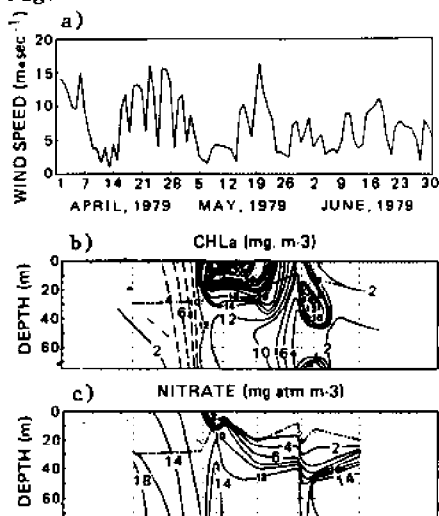 a)
WIND SPEED (m•sec-1)
20
15
10
5
0
1 7 14 21 28 5 12 19 26 2 9 16 23 30
APRIL, 1979 MAY, 1979 JUNE, 1979
b) CHLa (mg. m-3)
DEPTH (m)
0
20
40
60
2 4 6 12 12 10 6 2 2
c) NITRATE (mg atm m-3)
DEPTH (m)
0
20
40
60
18 14 14 4 6 2 14